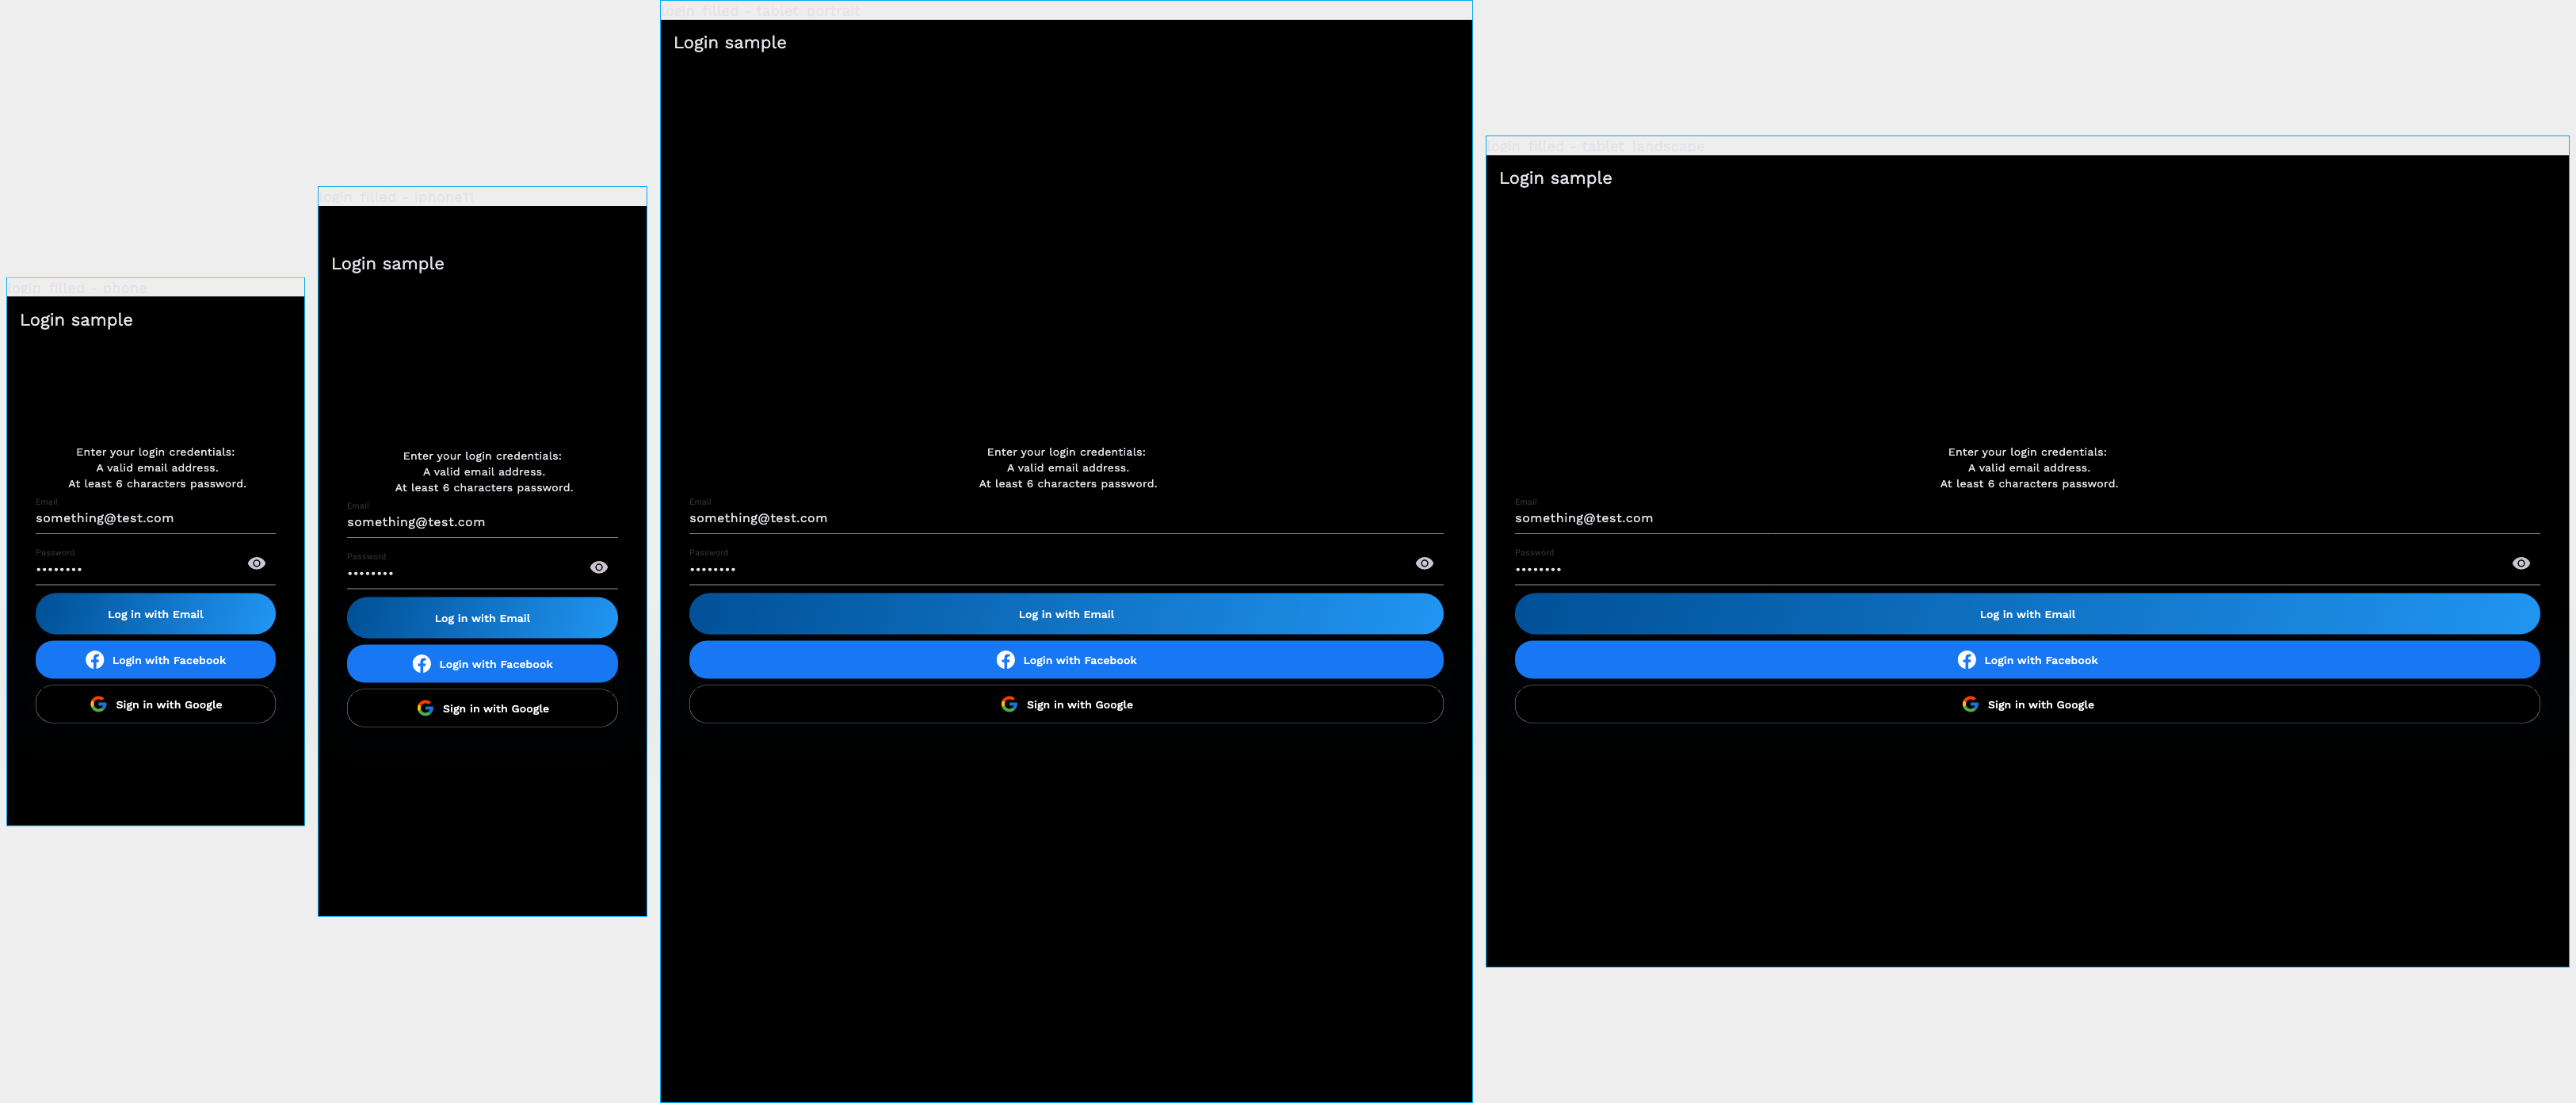 login_filled - phone
Login sample
Enter your login credentials:
A valid email address.
At least 6 characters password.
Email
something@test.com
Password
••••••••
Log in with Email
Login with Facebook
Sign in with Google
login_filled - iphone11
Login sample
Enter your login credentials:
A valid email address.
At least 6 characters password.
Email
something@test.com
Password
••••••••
Log in with Email
Login with Facebook
Sign in with Google
login_filled - tablet_portrait
Login sample
Enter your login credentials:
A valid email address.
At least 6 characters password.
Email
something@test.com
Password
••••••••
Log in with Email
Login with Facebook
Sign in with Google
login_filled - tablet_landscape
Login sample
Enter your login credentials:
A valid email address.
At least 6 characters password.
Email
something@test.com
Password
••••••••
Log in with Email
Login with Facebook
Sign in with Google